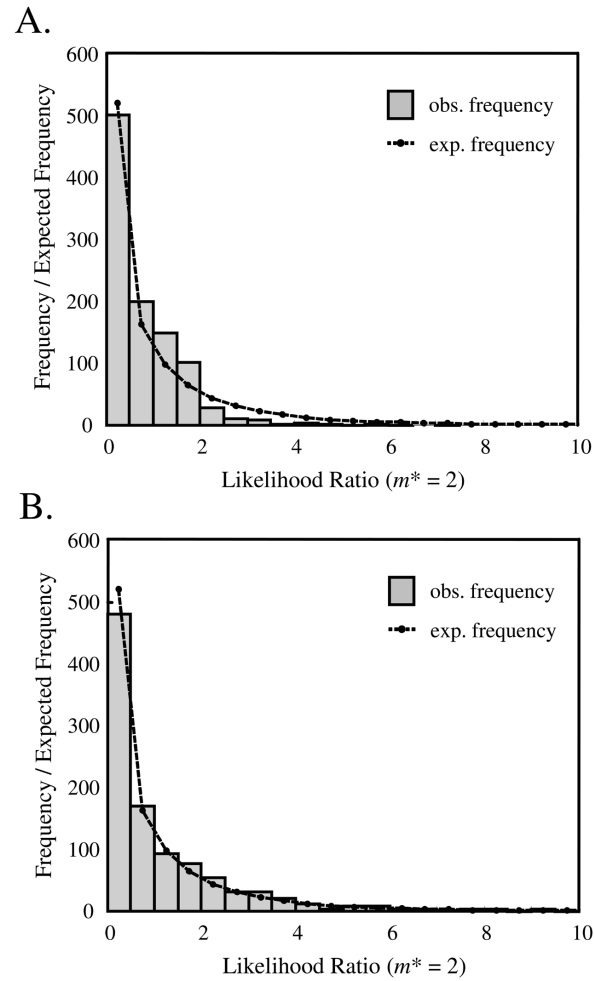 A.
600
500
400
300
200
100
0
Frequency / Expected Frequency
obs. frequency
exp. frequency
0 2 4 6 8 10
Likelihood Ratio (m* = 2)
B.
600
500
400
300
200
100
0
Frequency / Expected Frequency
obs. frequency
exp. frequency
0 2 4 6 8 10
Likelihood Ratio (m* = 2)